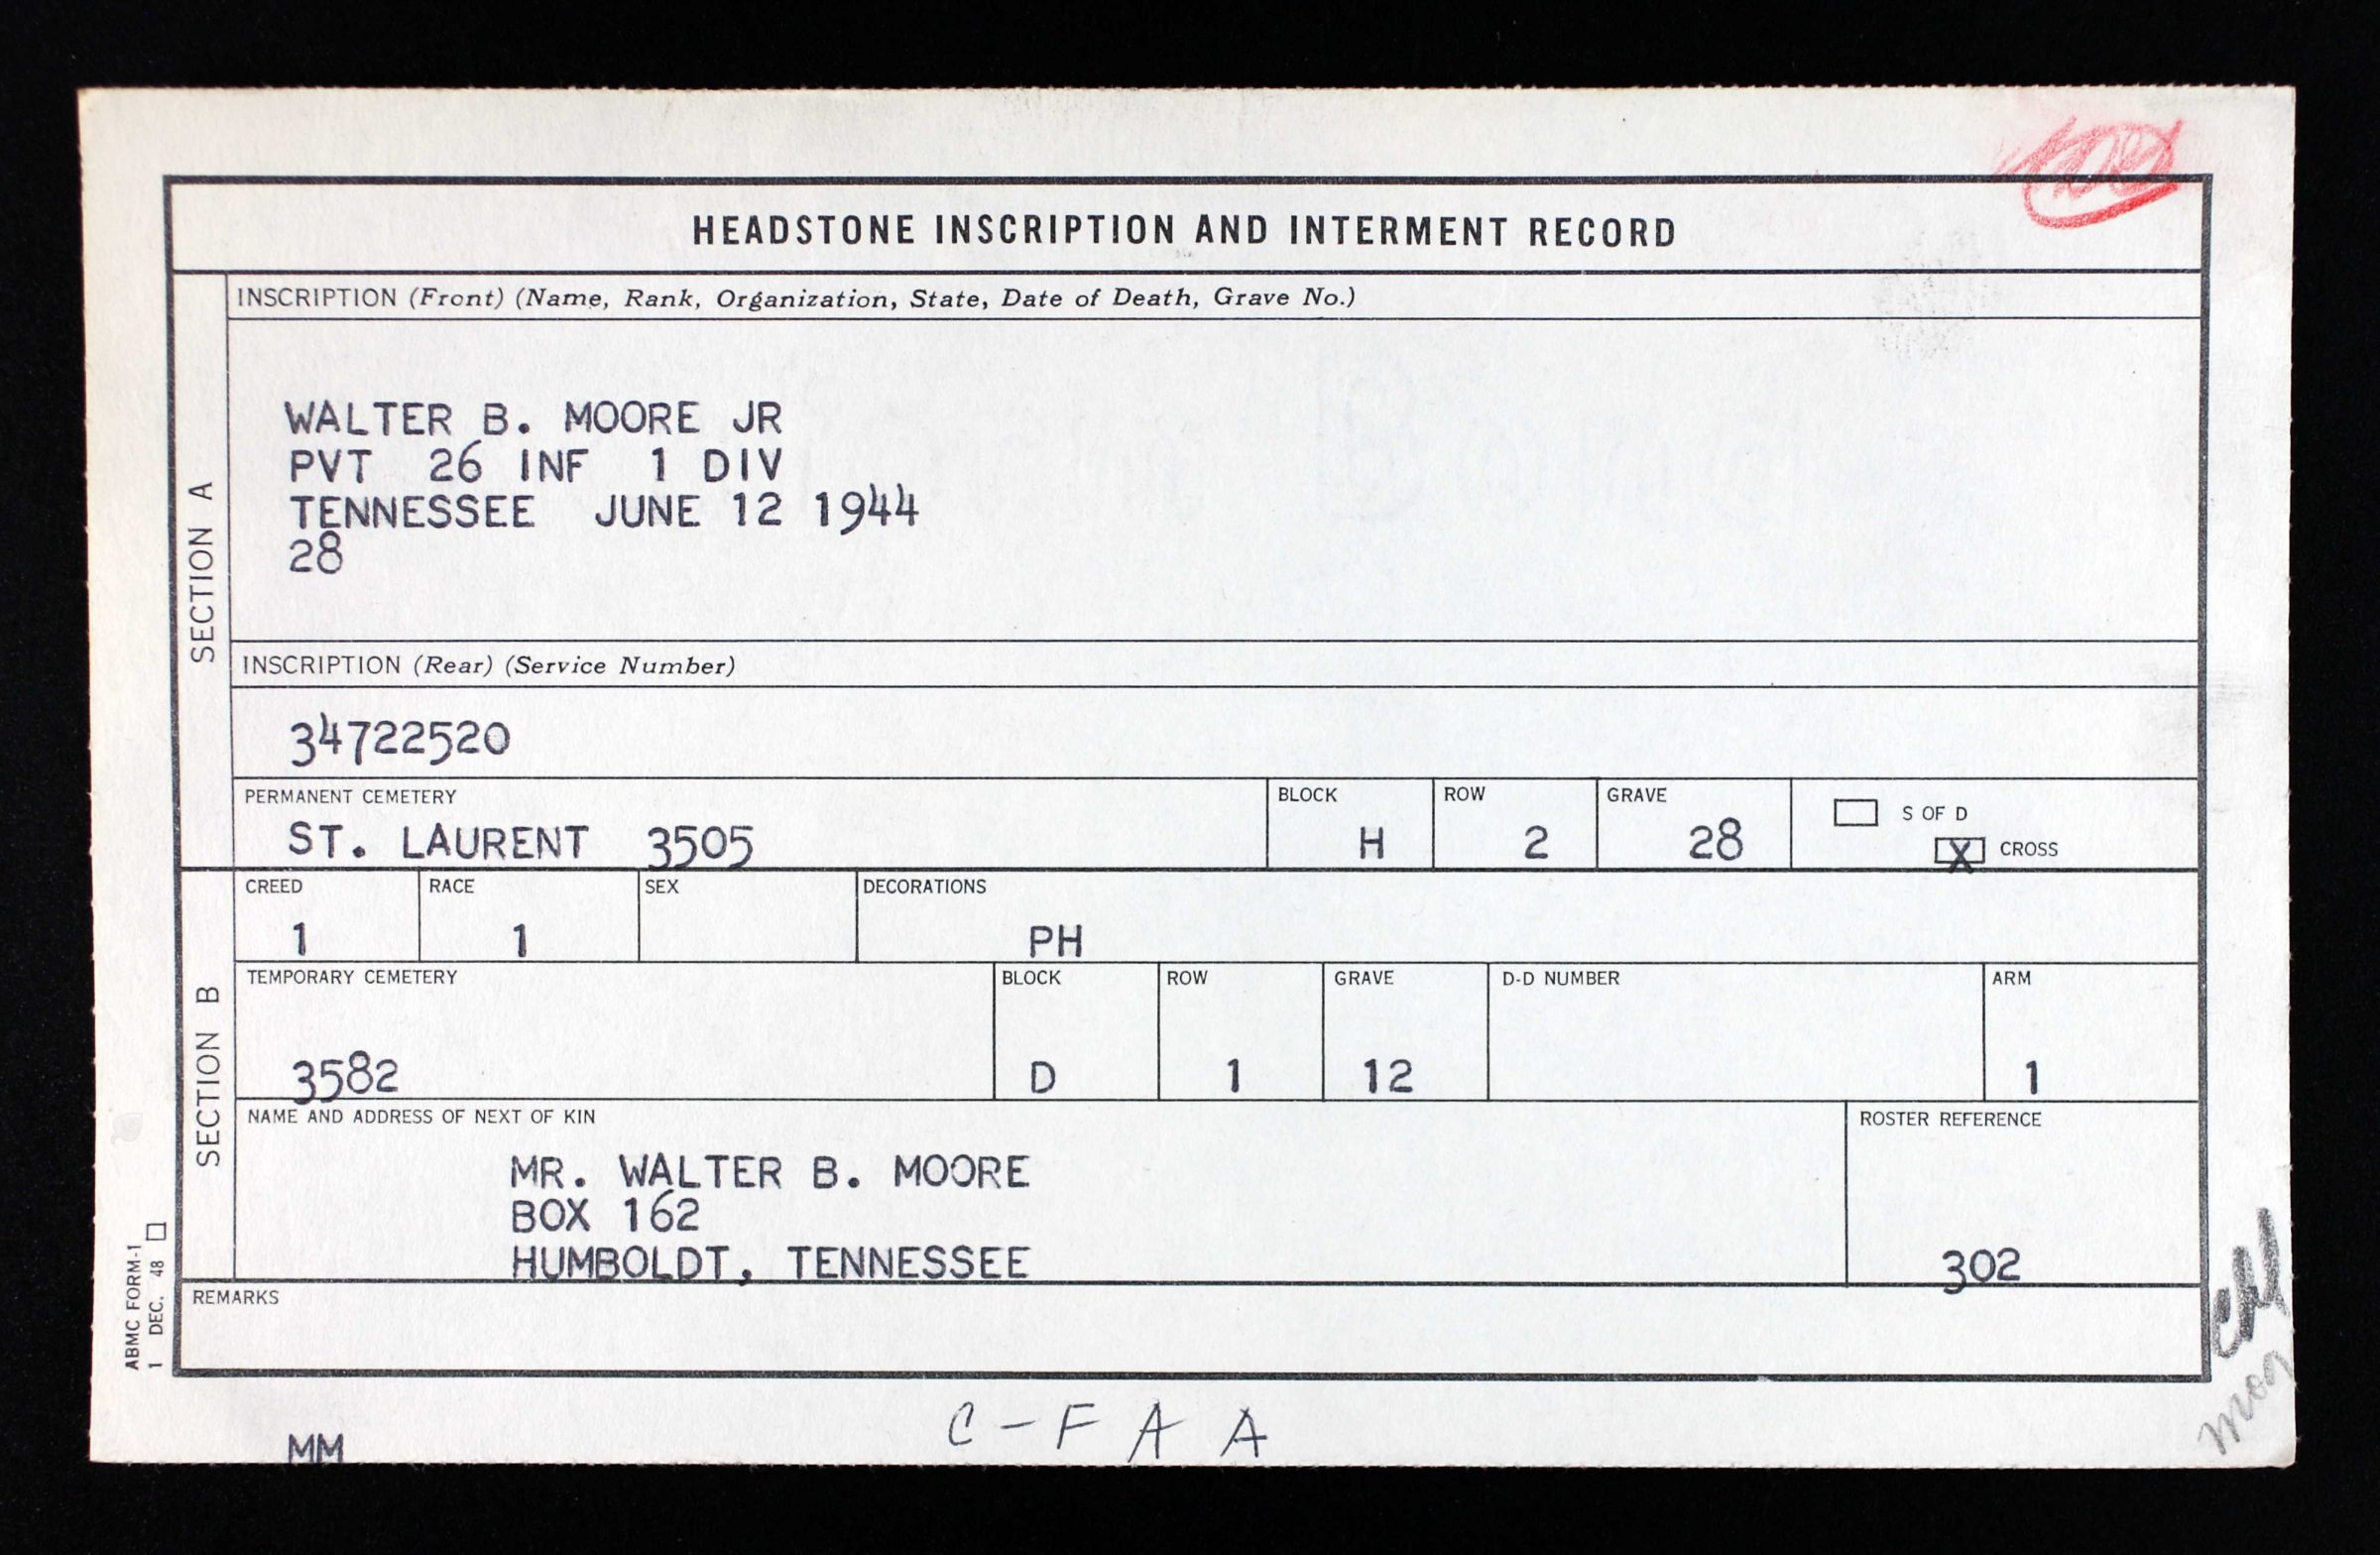 HEADSTONE INSCRIPTION AND INTERMENT RECORD
SECTION A
INSCRIPTION (Front) (Name, Rank, Organization, State, Date of Death, Grave No.)
WALTER B. MOORE JR
PVT 26 INF 1 DIV
TENNESSEE JUNE 12 1944
28
INSCRIPTION (Rear) (Service Number)
34722520
PERMANENT CEMETERY BLOCK ROW GRAVE
ST. LAURENT 3505 H 2 28
S OF D
X CROSS
SECTION B
CREED RACE SEX DECORATIONS
1 1 PH
TEMPORARY CEMETERY BLOCK ROW GRAVE D-D NUMBER ARM
3582 D 1 12 1
NAME AND ADDRESS OF NEXT OF KIN ROSTER REFERENCE
MR. WALTER B. MOORE
BOX 162
HUMBOLDT, TENNESSEE 302
REMARKS
ABMC FORM-1
1 DEC. 48
C-FAA
MM